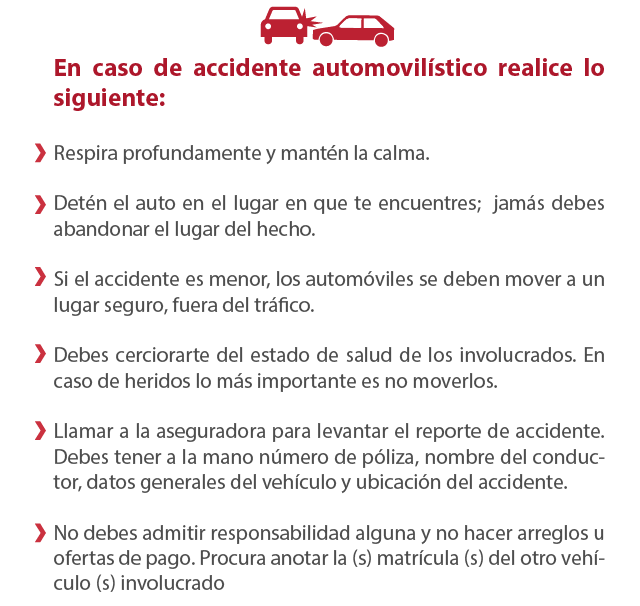 En caso de accidente automovilístico realice lo
siguiente:
Respira profundamente y mantén la calma.
Detén el auto en el lugar en que te encuentres; jamás debes
abandonar el lugar del hecho.
Si el accidente es menor, los automóviles se deben mover a un
lugar seguro, fuera del tráfico.
Debes cerciorarte del estado de salud de los involucrados. En
caso de heridos lo más importante es no moverlos.
Llamar a la aseguradora para levantar el reporte de accidente.
Debes tener a la mano número de póliza, nombre del conduc-
tor, datos generales del vehículo y ubicación del accidente.
No debes admitir responsabilidad alguna y no hacer arreglos u
ofertas de pago. Procura anotar la (s) matrícula (s) del otro vehí-
culo (s) involucrado